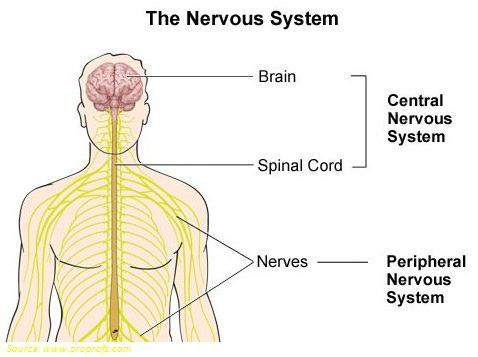 The Nervous System
Brain
Central
Nervous
System
Spinal Cord
Nerves
Peripheral
Nervous
System
Source: www.proprofs.com